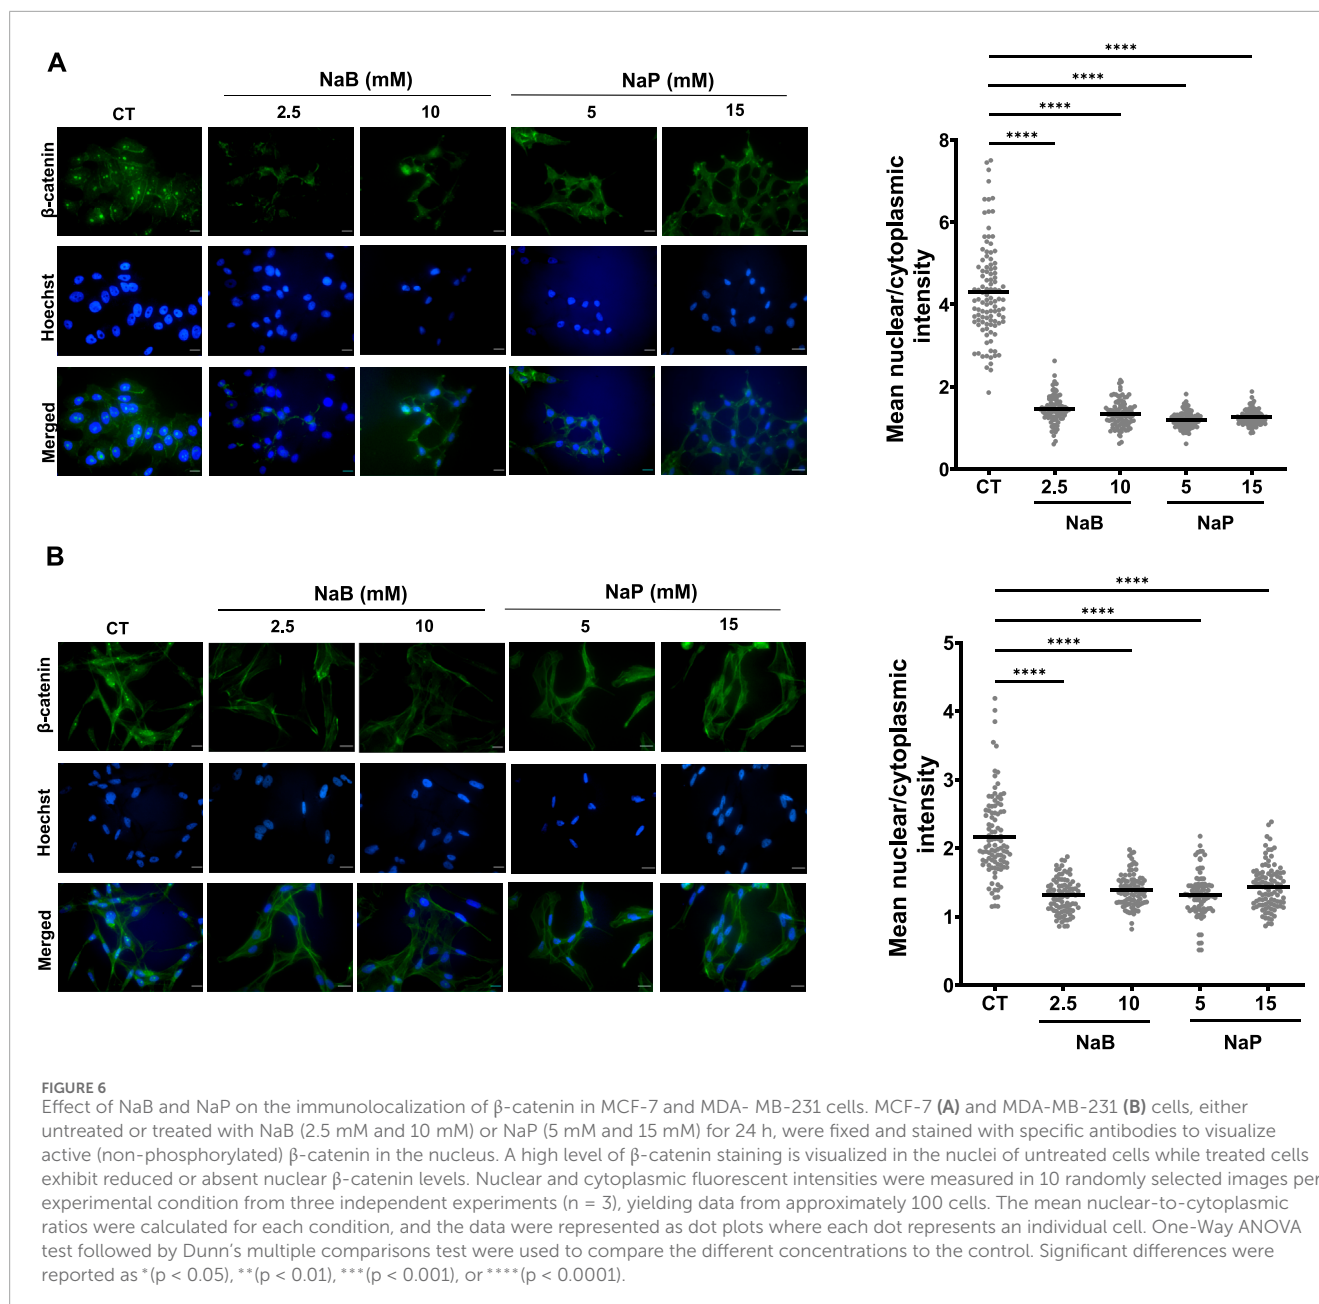 A
NaB (mM)
NaP (mM)
CT
2.5
10
5
15
β-catenin
Hoechst
Merged
****
****
****
****
Mean nuclear/cytoplasmic
intensity
8
6
4
2
0
CT
2.5
10
5
15
NaB
NaP
B
NaB (mM)
NaP (mM)
CT
2.5
10
5
15
β-catenin
Hoechst
Merged
****
****
****
****
Mean nuclear/cytoplasmic
intensity
5
4
3
2
1
0
CT
2.5
10
5
15
NaB
NaP
FIGURE 6
Effect of NaB and NaP on the immunolocalization of β-catenin in MCF-7 and MDA- MB-231 cells. MCF-7 (A) and MDA-MB-231 (B) cells, either
untreated or treated with NaB (2.5 mM and 10 mM) or NaP (5 mM and 15 mM) for 24 h, were fixed and stained with specific antibodies to visualize
active (non-phosphorylated) β-catenin in the nucleus. A high level of β-catenin staining is visualized in the nuclei of untreated cells while treated cells
exhibit reduced or absent nuclear β-catenin levels. Nuclear and cytoplasmic fluorescent intensities were measured in 10 randomly selected images per
experimental condition from three independent experiments (n = 3), yielding data from approximately 100 cells. The mean nuclear-to-cytoplasmic
ratios were calculated for each condition, and the data were represented as dot plots where each dot represents an individual cell. One-Way ANOVA
test followed by Dunn's multiple comparisons test were used to compare the different concentrations to the control. Significant differences were
reported as *(p < 0.05), **(p < 0.01), ***(p < 0.001), or ****(p < 0.0001).